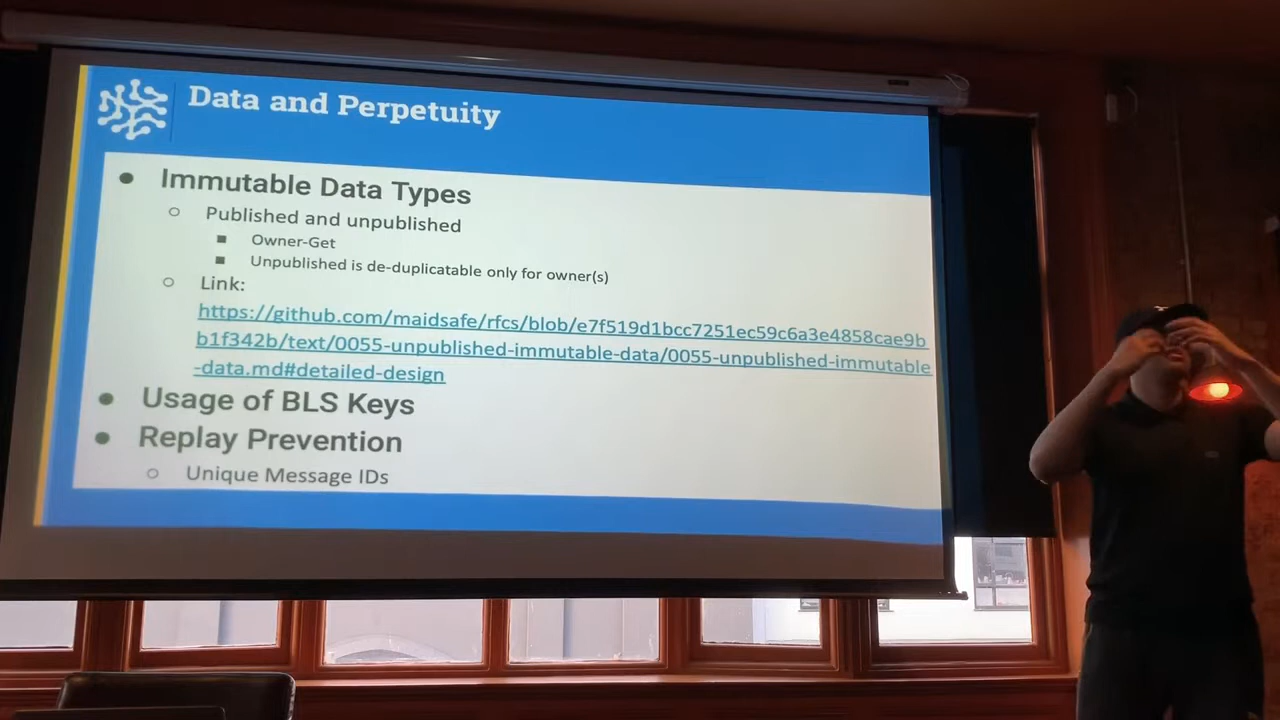 Data and Perpetuity
Immutable Data Types
Published and unpublished
Owner-Get
Unpublished is de-duplicatable only for owner(s)
Link:
https://github.com/maidsafe/rfcs/blob/e7f519d1bcc7251ec59c6a3e4858cae9b
b1f342b/text/0055-unpublished-immutable-data/0055-unpublished-immutable
-data.md#detailed-design
Usage of BLS Keys
Replay Prevention
Unique Message IDs